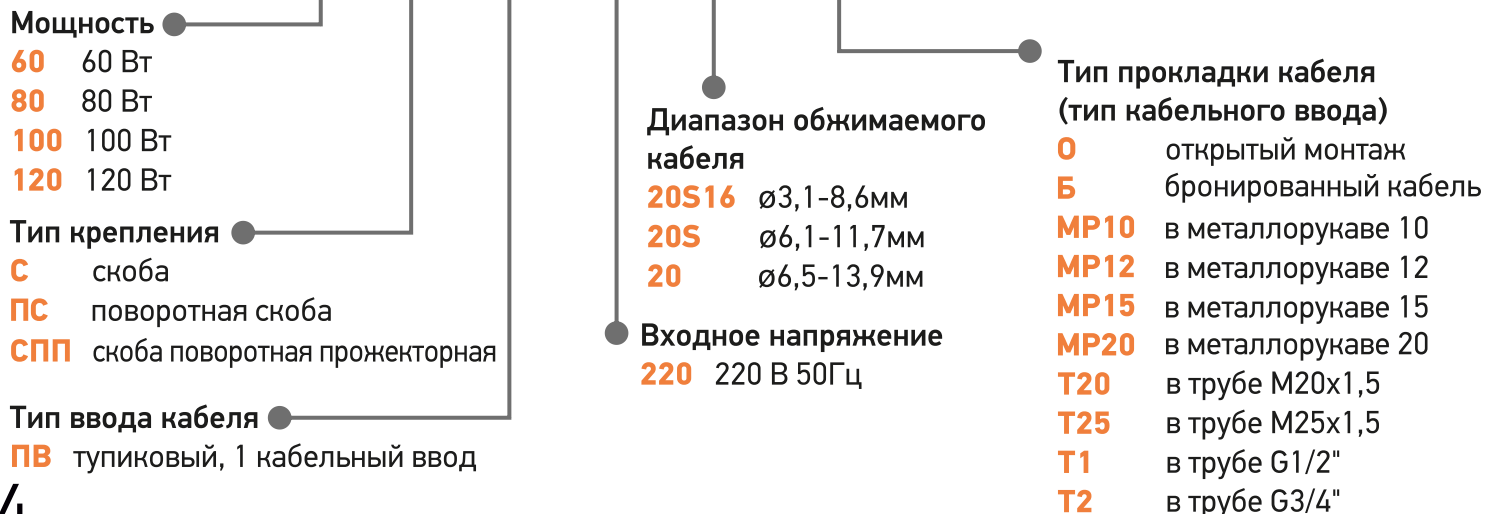 Мощность
60 60 Вт
80 80 Вт
100 100 Вт
120 120 Вт
Тип крепления
С скоба
ПС поворотная скоба
СПП скоба поворотная прожекторная
Тип ввода кабеля
ПВ тупиковый, 1 кабельный ввод
Диапазон обжимаемого
кабеля
20S16 ø3,1-8,6мм
20S ø6,1-11,7мм
20 ø6,5-13,9мм
Входное напряжение
220 220 В 50Гц
Тип прокладки кабеля
(тип кабельного ввода)
О открытый монтаж
Б бронированный кабель
МР10 в металлорукаве 10
МР12 в металлорукаве 12
МР15 в металлорукаве 15
МР20 в металлорукаве 20
Т20 в трубе М20х1,5
Т25 в трубе М25х1,5
Т1 в трубе G1/2"
Т2 в трубе G3/4"